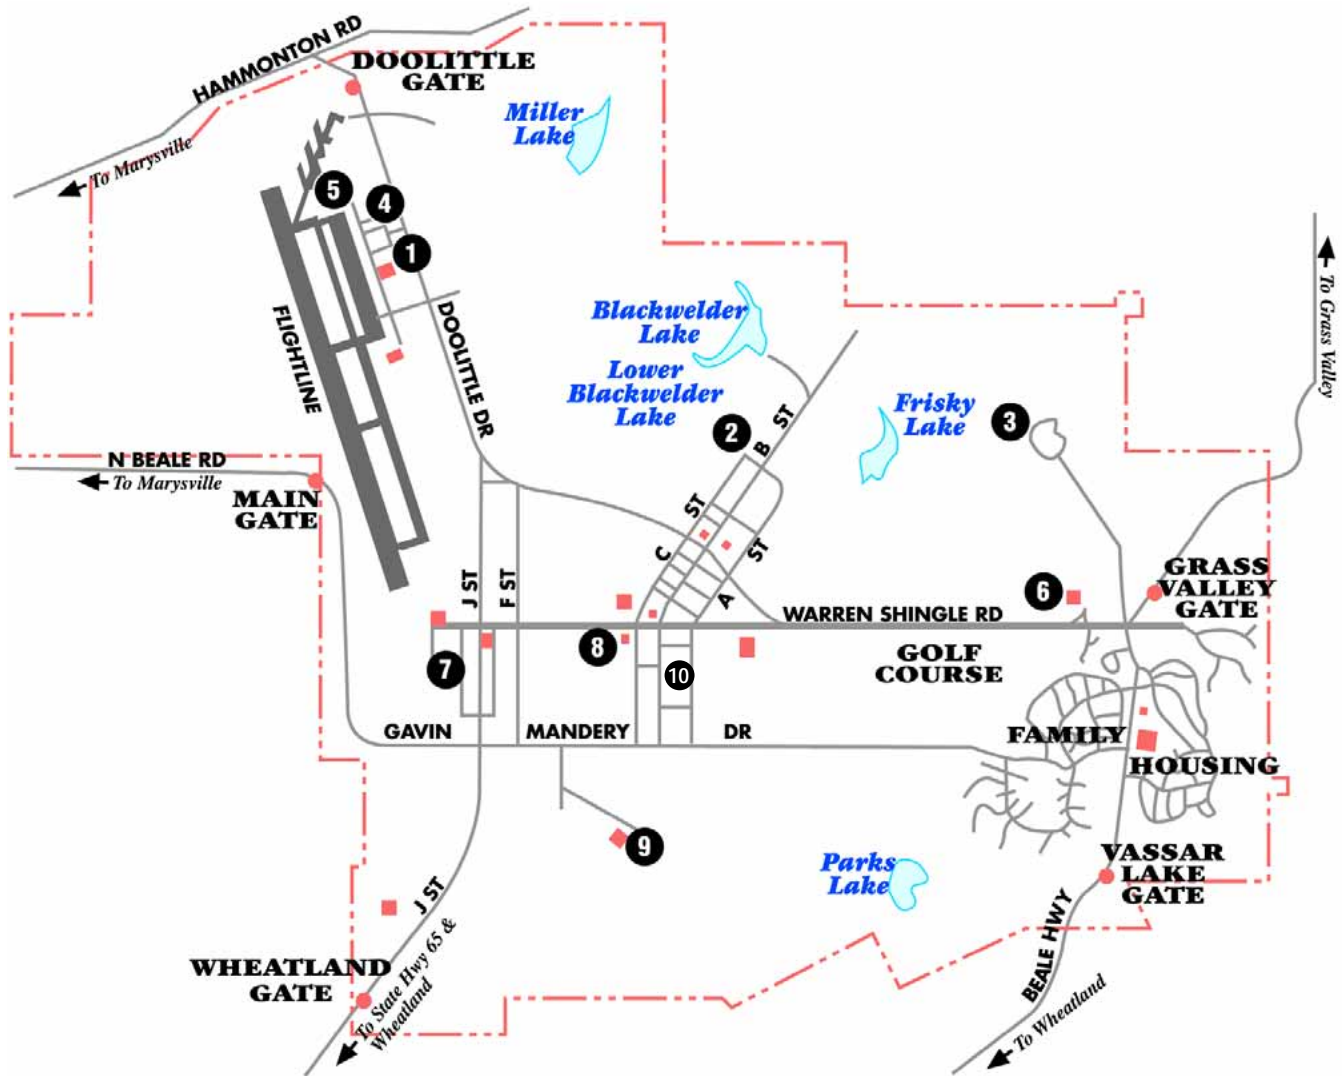 HAMMONTON RD
DOOLITTLE
GATE
Miller
Lake
To Marysville
5
4
1
To Grass Valley
FLIGHTLINE
DOOLITTLE DR
Blackwelder
Lake
Lower
Blackwelder
Lake
Frisky
Lake
3
2
B ST
N BEALE RD
To Marysville
MAIN
GATE
C ST
A ST
J ST
F ST
GRASS
VALLEY
GATE
6
WARREN SHINGLE RD
8
7
10
GOLF
COURSE
GAVIN MANDERY DR
FAMILY
HOUSING
9
Parks
Lake
VASSAR
LAKE
GATE
J ST
BEALE HWY
WHEATLAND
GATE
To State Hwy 65 &
Wheatland
To Wheatland